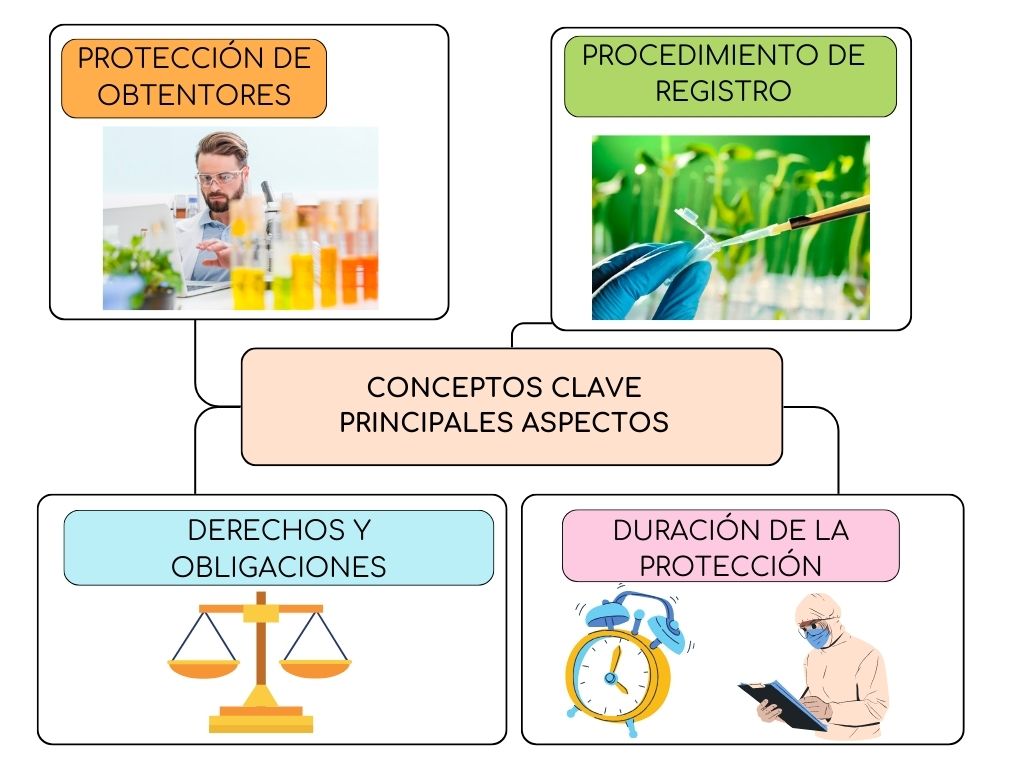 PROTECCIÓN DE
OBTENTORES
PROCEDIMIENTO DE
REGISTRO
CONCEPTOS CLAVE
PRINCIPALES ASPECTOS
DERECHOS Y
OBLIGACIONES
DURACIÓN DE LA
PROTECCIÓN